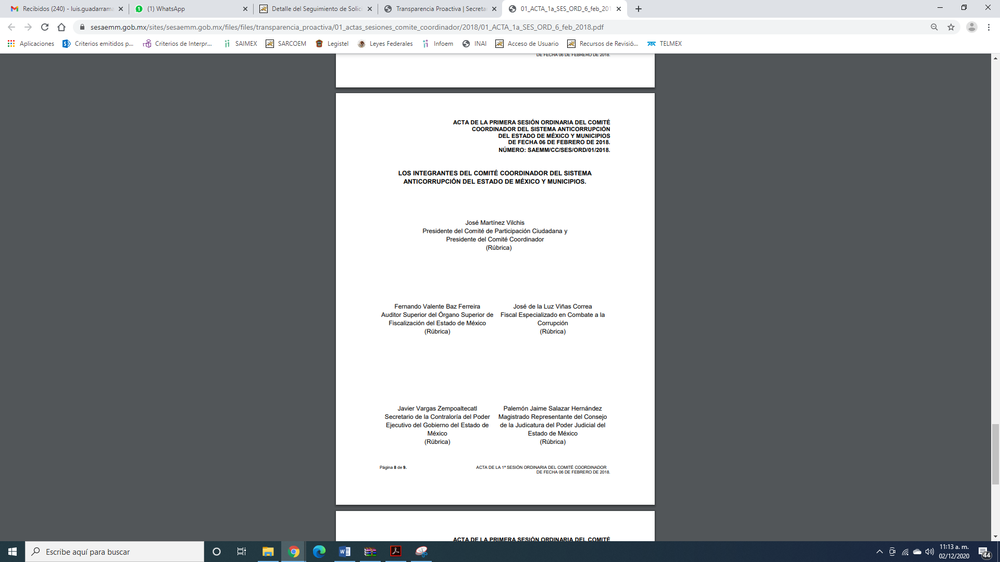 Recibidos (240) - luis.guadarrama
(1) WhatsApp
Detalle del Seguimiento de Solici
Transparencia Proactiva | Secreta
01_ACTA_1a_SES_ORD_6_feb_201
sesaemm.gob.mx/sites/sesaemm.gob.mx/files/files/transparencia_proactiva/01_actas_sesiones_comite_coordinador/2018/01_ACTA_1a_SES_ORD_6_feb_2018.pdf
Aplicaciones
Criterios emitidos p...
Criterios de Interpr...
SAIMEX
SARCOEM
Legistel
Leyes Federales
Infoem
INAI
Acceso de Usuario
Recursos de Revisió...
TELMEX
DE FECHA 06 DE FEBRERO DE 2018.
ACTA DE LA PRIMERA SESIÓN ORDINARIA DEL COMITÉ
COORDINADOR DEL SISTEMA ANTICORRUPCIÓN
DEL ESTADO DE MÉXICO Y MUNICIPIOS
DE FECHA 06 DE FEBRERO DE 2018.
NÚMERO: SAEMM/CC/SES/ORD/01/2018.
LOS INTEGRANTES DEL COMITÉ COORDINADOR DEL SISTEMA
ANTICORRUPCIÓN DEL ESTADO DE MÉXICO Y MUNICIPIOS.
José Martínez Vilchis
Presidente del Comité de Participación Ciudadana y
Presidente del Comité Coordinador
(Rúbrica)
Fernando Valente Baz Ferreira
Auditor Superior del Órgano Superior de
Fiscalización del Estado de México
(Rúbrica)
José de la Luz Viñas Correa
Fiscal Especializado en Combate a la
Corrupción
(Rúbrica)
Javier Vargas Zempoaltecatl
Secretario de la Contraloría del Poder
Ejecutivo del Gobierno del Estado de
México
(Rúbrica)
Palemón Jaime Salazar Hernández
Magistrado Representante del Consejo
de la Judicatura del Poder Judicial del
Estado de México
(Rúbrica)
Página 8 de 9.
ACTA DE LA 1ª SESIÓN ORDINARIA DEL COMITÉ COORDINADOR
DE FECHA 06 DE FEBRERO DE 2018.
ACTA DE LA PRIMERA SESIÓN ORDINARIA DEL COMITÉ
Escribe aquí para buscar
11:13 a. m.
02/12/2020
44